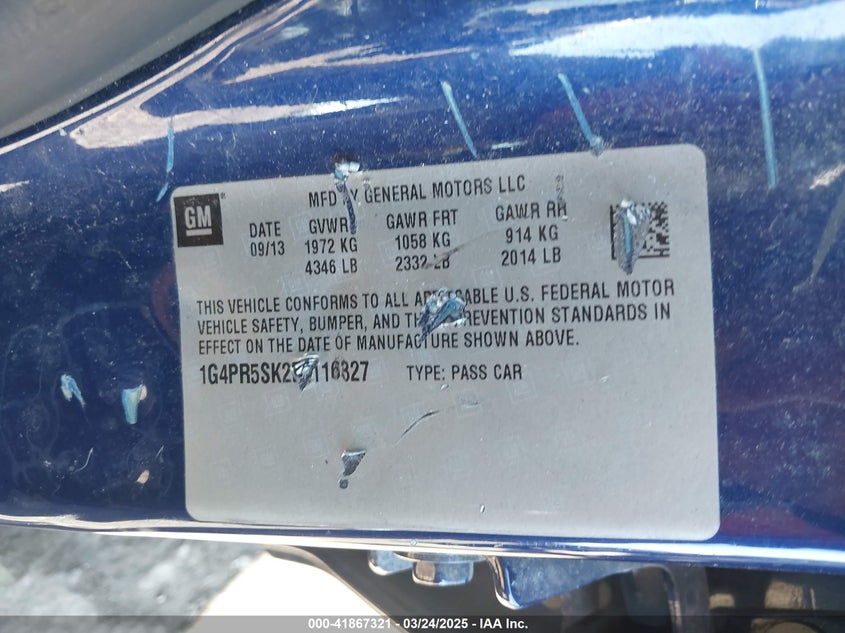 GM
MFD GENERAL MOTORS LLC
DATE GVWR GAWR FRT GAWR RR
09/13 1972 KG 1058 KG 914 KG
4346 LB 2332 LB 2014 LB
THIS VEHICLE CONFORMS TO ALL U.S. FEDERAL MOTOR
VEHICLE SAFETY, BUMPER, AND STANDARDS IN
EFFECT ON THE DATE OF MANUFACTURE SHOWN ABOVE.
TYPE: PASS CAR
000-41867321 - 03/24/2025 - IAA Inc.